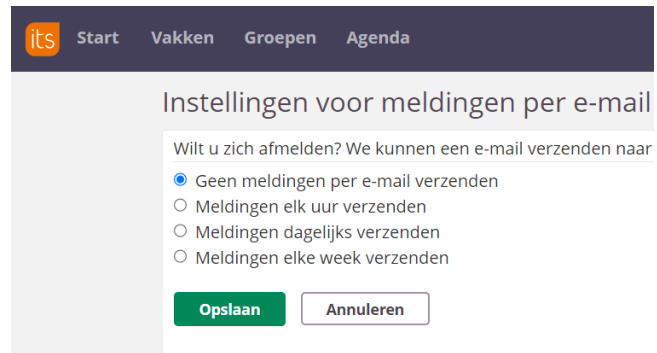 its Start Vakken Groepen Agenda
Instellingen voor meldingen per e-mail
Wilt u zich afmelden? We kunnen een e-mail verzenden naar
Geen meldingen per e-mail verzenden
Meldingen elk uur verzenden
Meldingen dagelijks verzenden
Meldingen elke week verzenden
Opslaan Annuleren